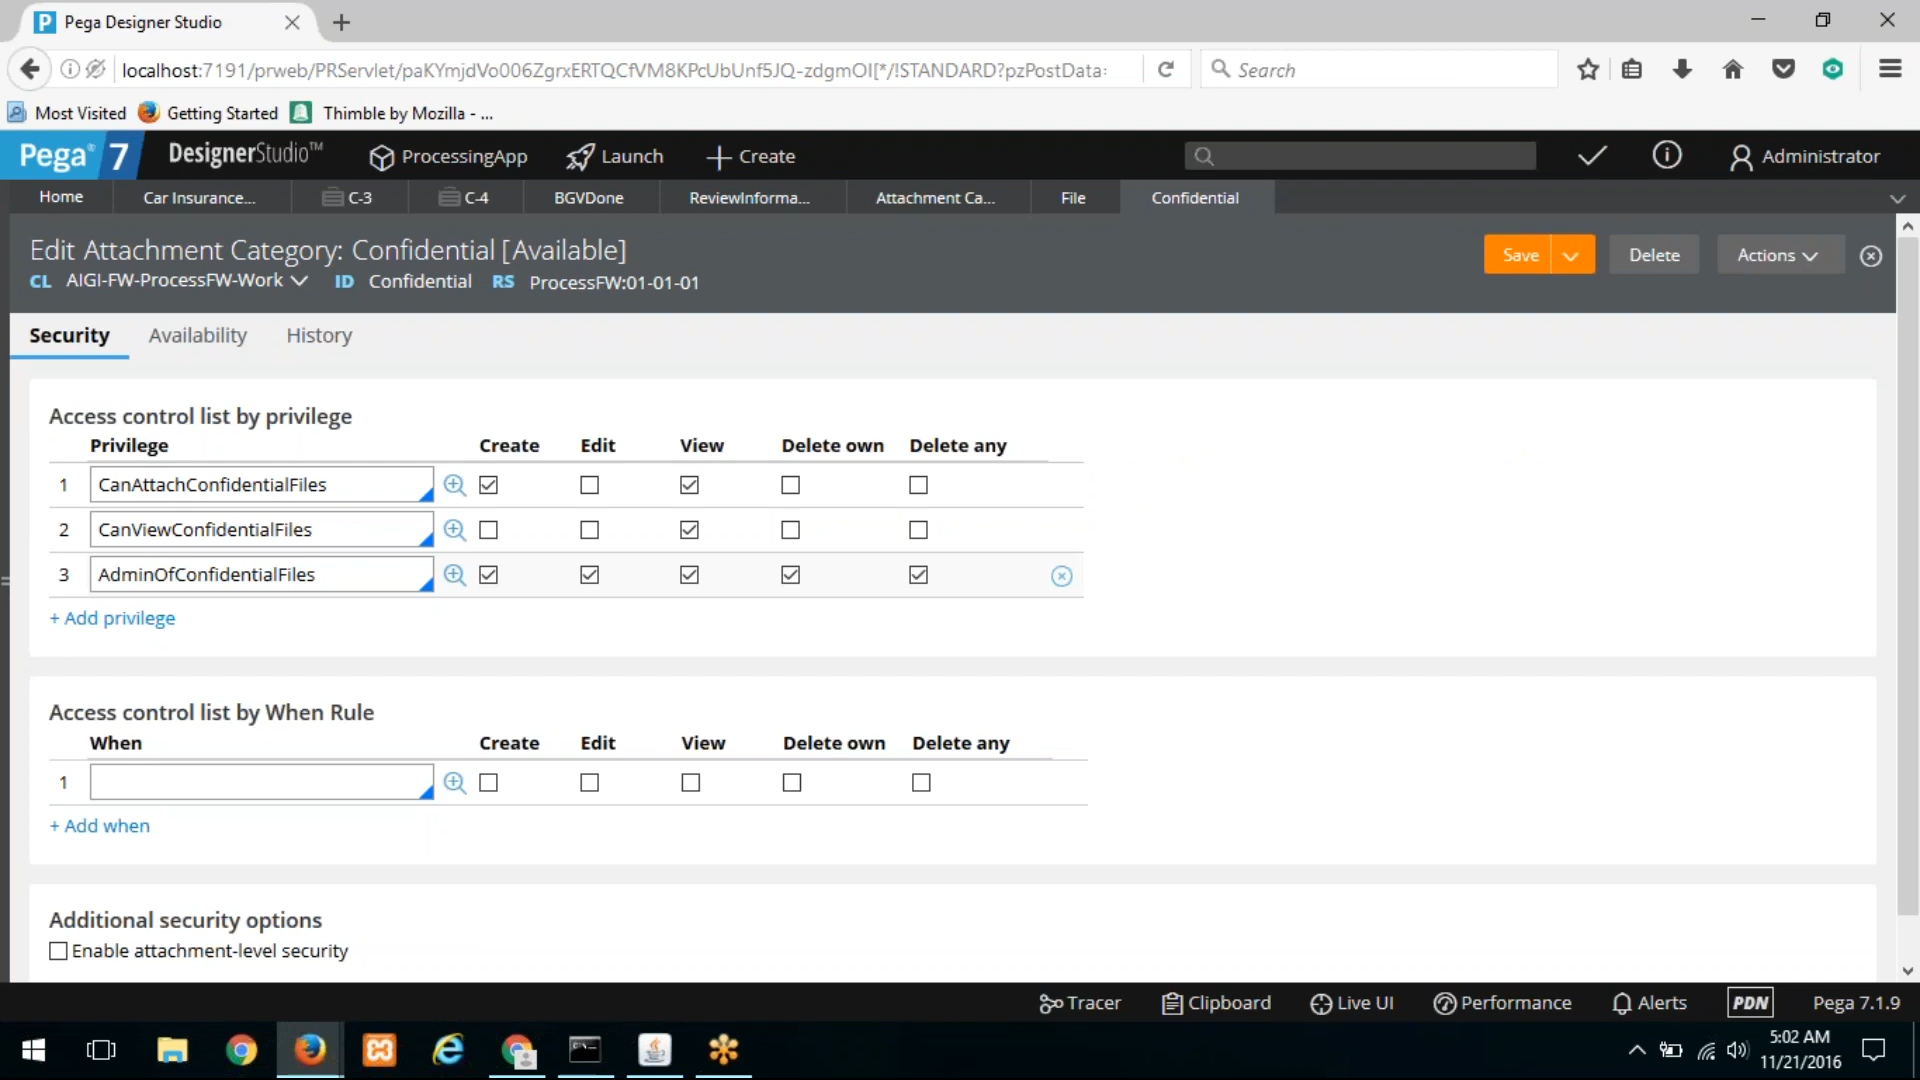 Pega Designer Studio
localhost:7191/prweb/PRServlet/paKYmjdVo006ZgrxERTQCfVM8KPcUbUnf5JQ-zdgmOI[*/!STANDARD?pzPostData:
Search
Most Visited Getting Started Thimble by Mozilla - ...
Pega® 7 DesignerStudio™ ProcessingApp Launch Create Administrator
Home Car Insurance... C-3 C-4 BGVDone ReviewInforma... Attachment Ca... File Confidential
Edit Attachment Category: Confidential [Available]
Save Delete Actions
CL AIGI-FW-ProcessFW-Work ID Confidential RS ProcessFW:01-01-01
Security Availability History
Access control list by privilege
Privilege Create Edit View Delete own Delete any
1 CanAttachConfidentialFiles
2 CanViewConfidentialFiles
3 AdminOfConfidentialFiles
+ Add privilege
Access control list by When Rule
When Create Edit View Delete own Delete any
1
+ Add when
Additional security options
Enable attachment-level security
Tracer Clipboard Live UI Performance Alerts PDN Pega 7.1.9
5:02 AM
11/21/2016